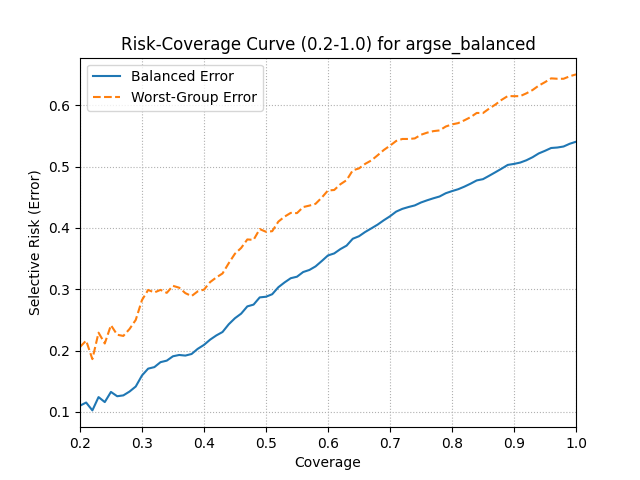 Risk-Coverage Curve (0.2-1.0) for argse_balanced
Balanced Error
Worst-Group Error
Selective Risk (Error)
0.6
0.5
0.4
0.3
0.2
0.1
0.2 0.3 0.4 0.5 0.6 0.7 0.8 0.9 1.0
Coverage